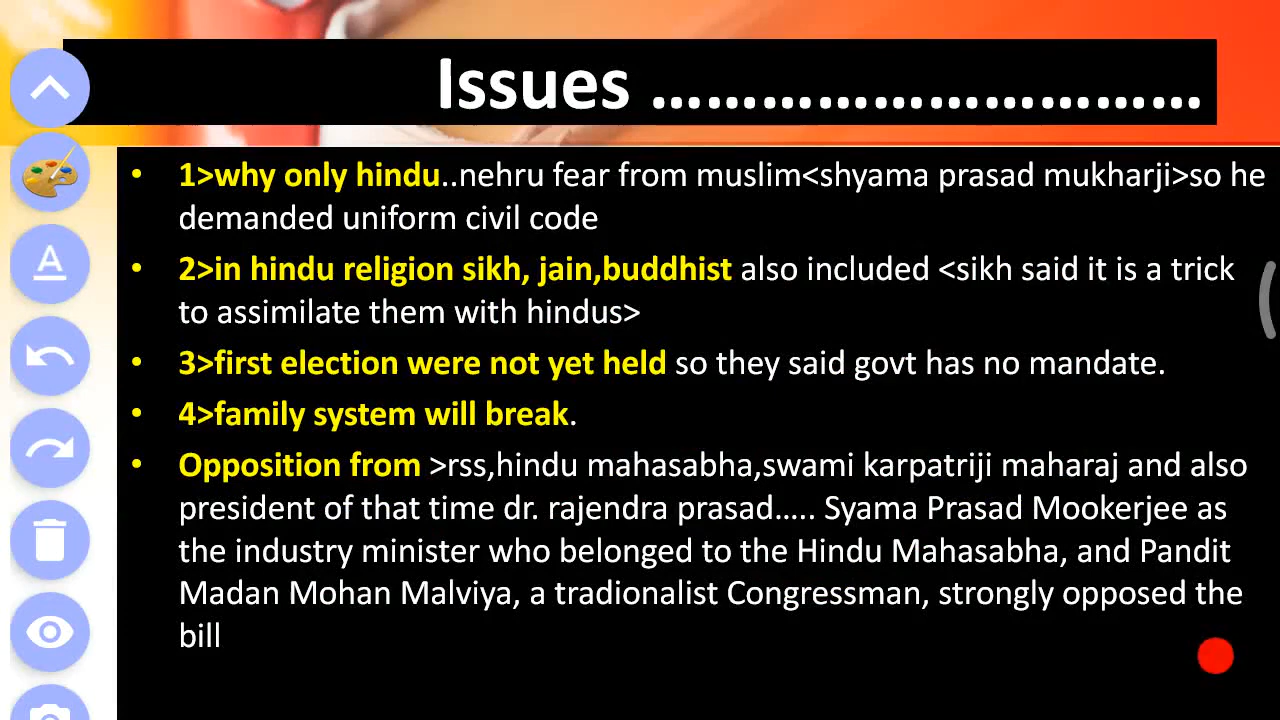 Issues ................................
• 1>why only hindu..nehru fear from muslim<shyama prasad mukharji>so he
demanded uniform civil code
• 2>in hindu religion sikh, jain,buddhist also included <sikh said it is a trick
to assimilate them with hindus>
• 3>first election were not yet held so they said govt has no mandate.
• 4>family system will break.
• Opposition from >rss,hindu mahasabha,swami karpatriji maharaj and also
president of that time dr. rajendra prasad..... Syama Prasad Mookerjee as
the industry minister who belonged to the Hindu Mahasabha, and Pandit
Madan Mohan Malviya, a tradionalist Congressman, strongly opposed the
bill